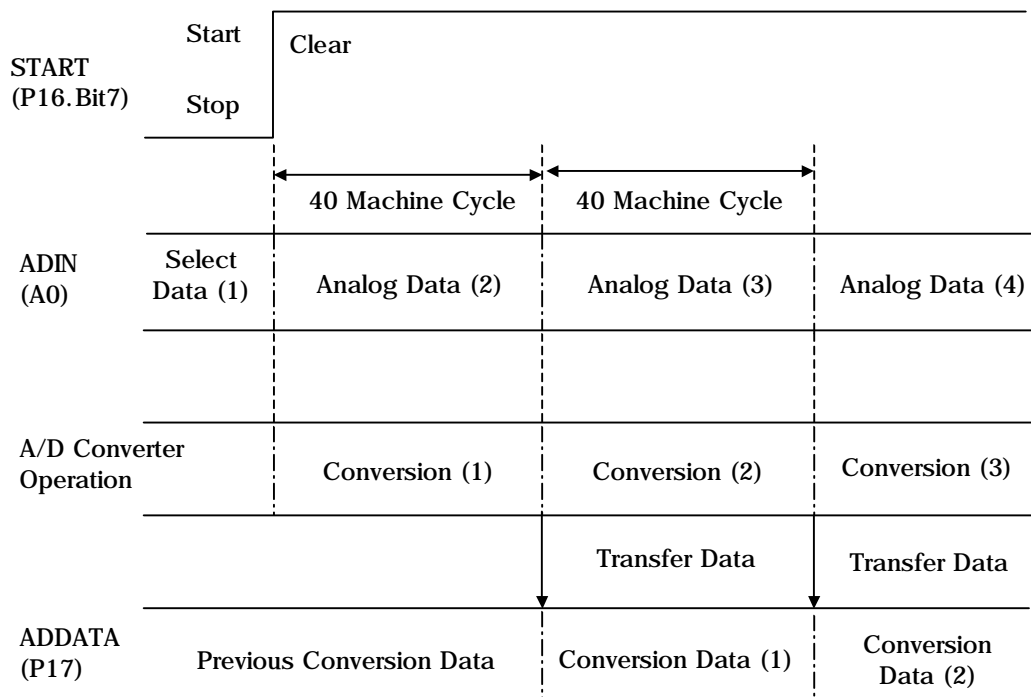 Start
Clear
START
(P16.Bit7)
Stop
40 Machine Cycle
40 Machine Cycle
ADIN
(A0)
Select
Data (1)
Analog Data (2)
Analog Data (3)
Analog Data (4)
A/D Converter
Operation
Conversion (1)
Conversion (2)
Conversion (3)
Transfer Data
Transfer Data
ADDATA
(P17)
Previous Conversion Data
Conversion Data (1)
Conversion
Data (2)